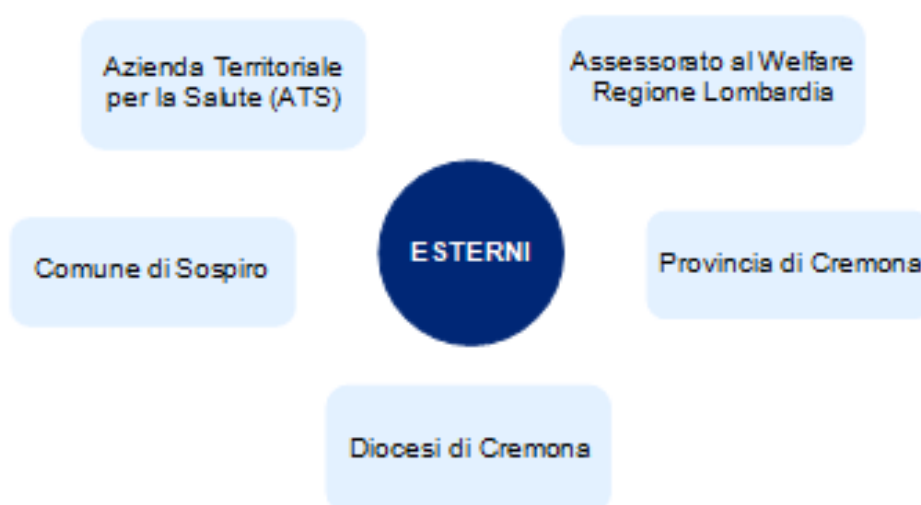 Azienda Territoriale
per la Salute (ATS)
Assessorato al Welfare
Regione Lombardia
ESTERNI
Comune di Sospiro
Provincia di Cremona
Diocesi di Cremona